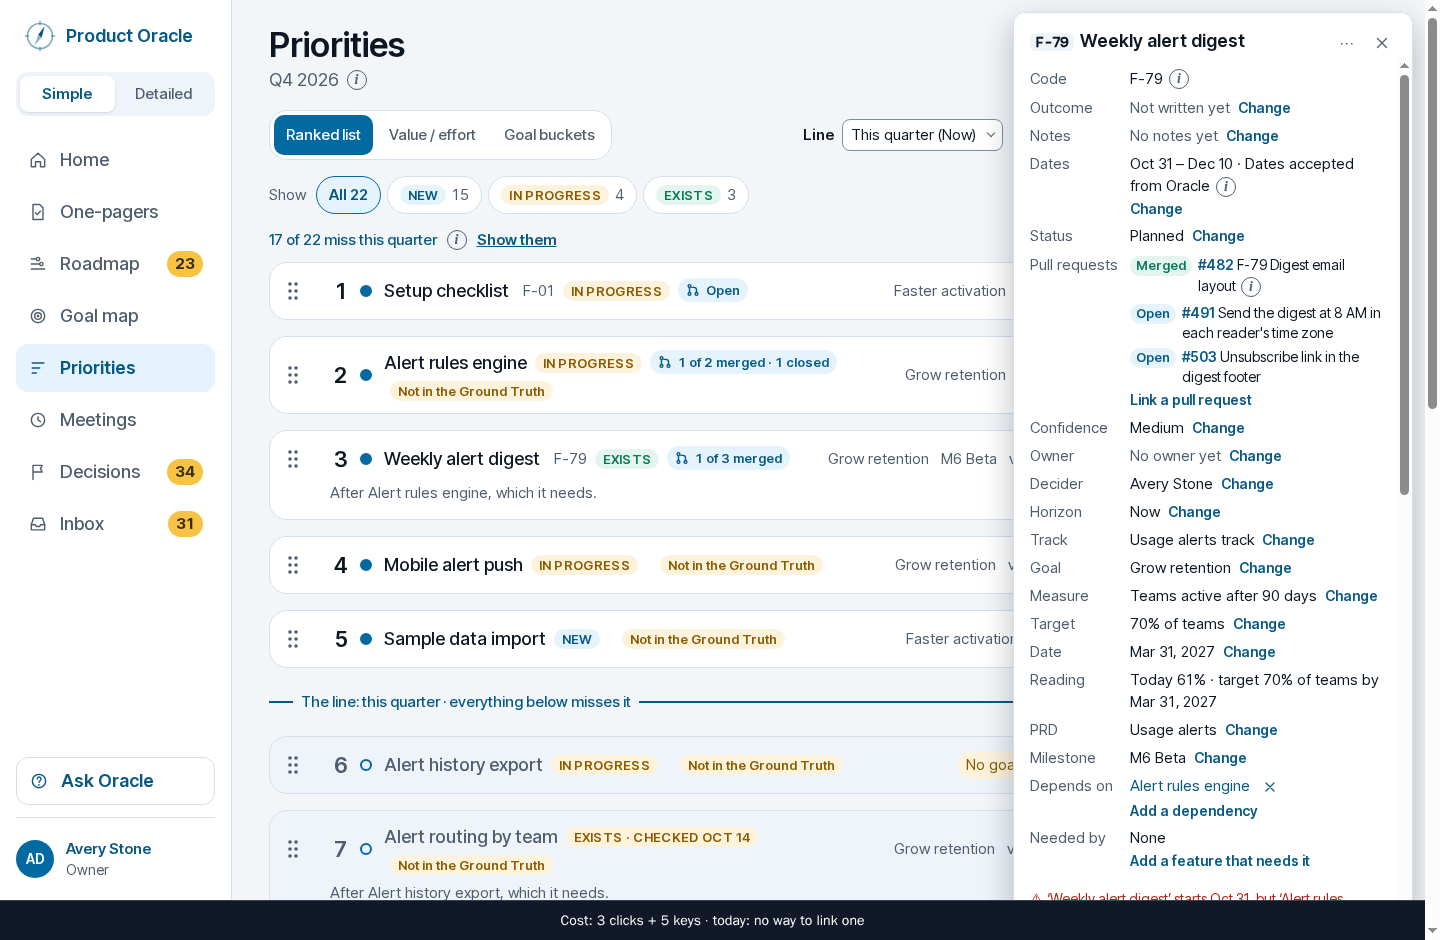 Product Oracle
Simple
Detailed
Home
One-pagers
Roadmap 23
Goal map
Priorities
Meetings
Decisions 34
Inbox 31
Ask Oracle
AD
Avery Stone
Owner
Priorities
Q4 2026 i
Ranked list
Value / effort
Goal buckets
Line This quarter (Now)
Show All 22 NEW 15 IN PROGRESS 4 EXISTS 3
17 of 22 miss this quarter i Show them
1 Setup checklist F-01 IN PROGRESS Open Faster activation
2 Alert rules engine IN PROGRESS 1 of 2 merged · 1 closed Grow retention
Not in the Ground Truth
3 Weekly alert digest F-79 EXISTS 1 of 3 merged Grow retention M6 Beta
After Alert rules engine, which it needs.
4 Mobile alert push IN PROGRESS Not in the Ground Truth Grow retention
5 Sample data import NEW Not in the Ground Truth Faster activation
The line: this quarter · everything below misses it
6 Alert history export IN PROGRESS Not in the Ground Truth No goa
7 Alert routing by team EXISTS · CHECKED OCT 14 Grow retention
Not in the Ground Truth
After Alert history export, which it needs.
F-79 Weekly alert digest ...
Code F-79 i
Outcome Not written yet Change
Notes No notes yet Change
Dates Oct 31 – Dec 10 · Dates accepted
from Oracle i
Change
Status Planned Change
Pull requests Merged #482 F-79 Digest email
layout i
Open #491 Send the digest at 8 AM in
each reader's time zone
Open #503 Unsubscribe link in the
digest footer
Link a pull request
Confidence Medium Change
Owner No owner yet Change
Decider Avery Stone Change
Horizon Now Change
Track Usage alerts track Change
Goal Grow retention Change
Measure Teams active after 90 days Change
Target 70% of teams Change
Date Mar 31, 2027 Change
Reading Today 61% · target 70% of teams by
Mar 31, 2027
PRD Usage alerts Change
Milestone M6 Beta Change
Depends on Alert rules engine
Add a dependency
Needed by None
Add a feature that needs it
⚠ 'Weekly alert digest' starts Oct 31, but 'Alert rules
Cost: 3 clicks + 5 keys · today: no way to link one